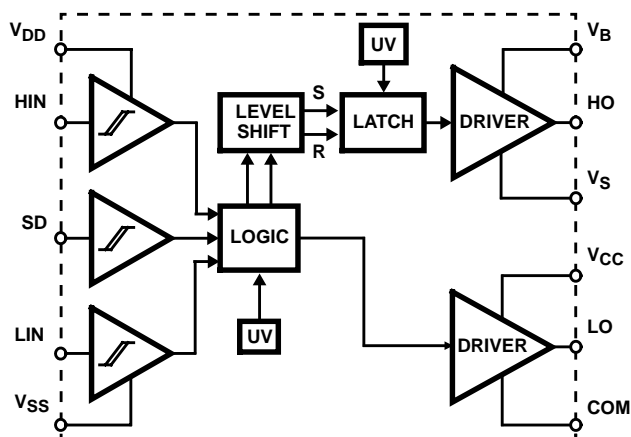 VDD
HIN
SD
LIN
VSS
UV
LEVEL
SHIFT
S
R
LATCH
DRIVER
LOGIC
UV
DRIVER
VB
HO
VS
VCC
LO
COM